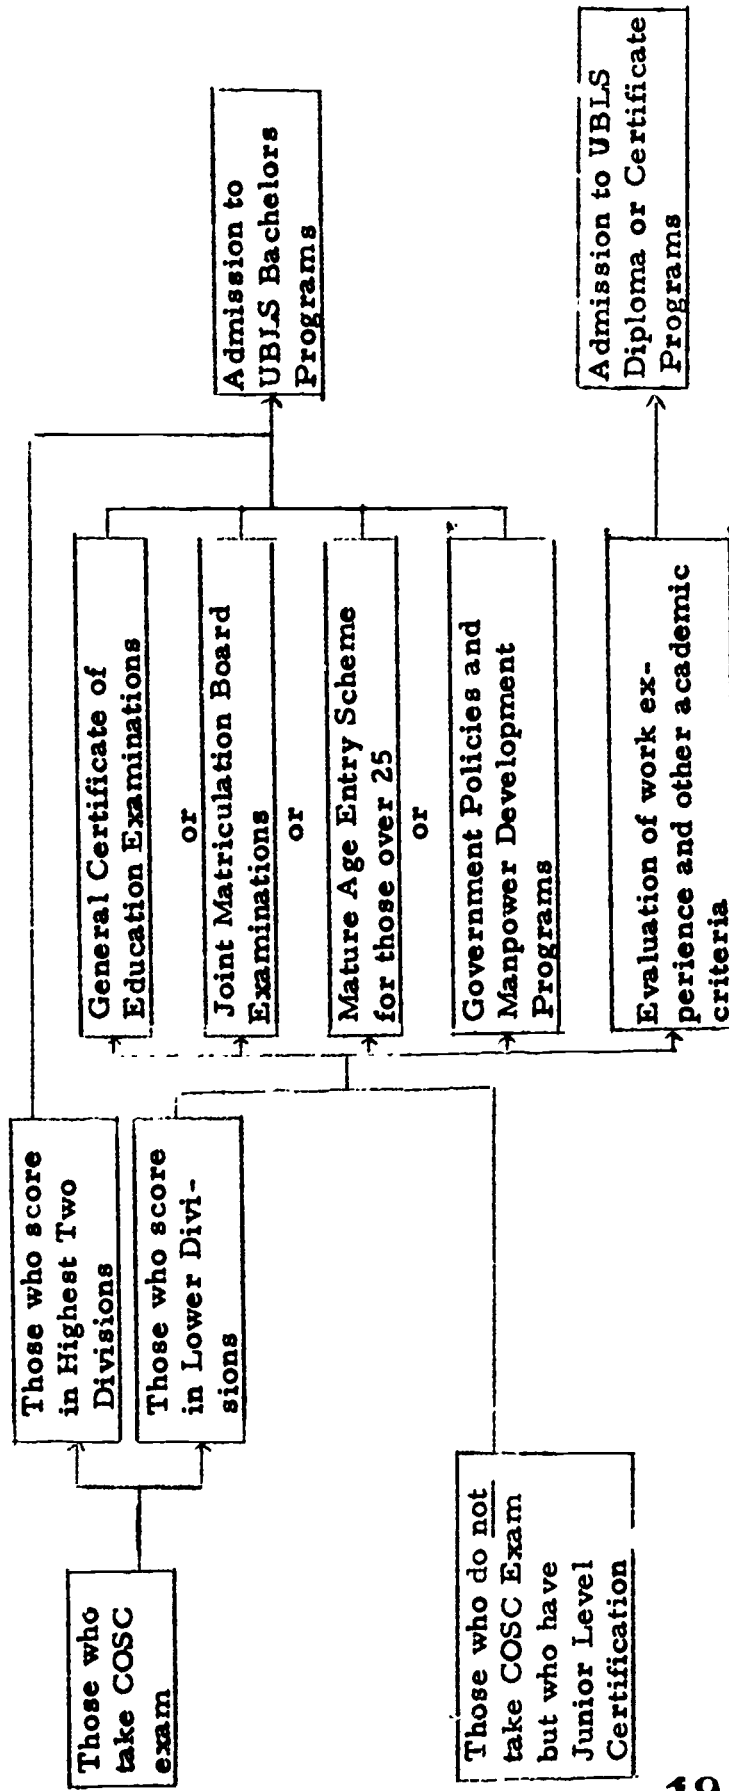 Those who
take COSC
exam
Those who do not
take COSC Exam
but who have
Junior Level
Certification
Those who score
in Highest Two
Divisions
Those who score
in Lower Divi-
sions
General Certificate of
Education Examinations
or
Joint Matriculation Board
Examinations
or
Mature Age Entry Scheme
for those over 25
or
Government Policies and
Manpower Development
Programs
Evaluation of work ex-
perience and other academic
criteria
Admission to
UBLS Bachelors
Programs
Admission to UBLS
Diploma or Certificate
Programs
19